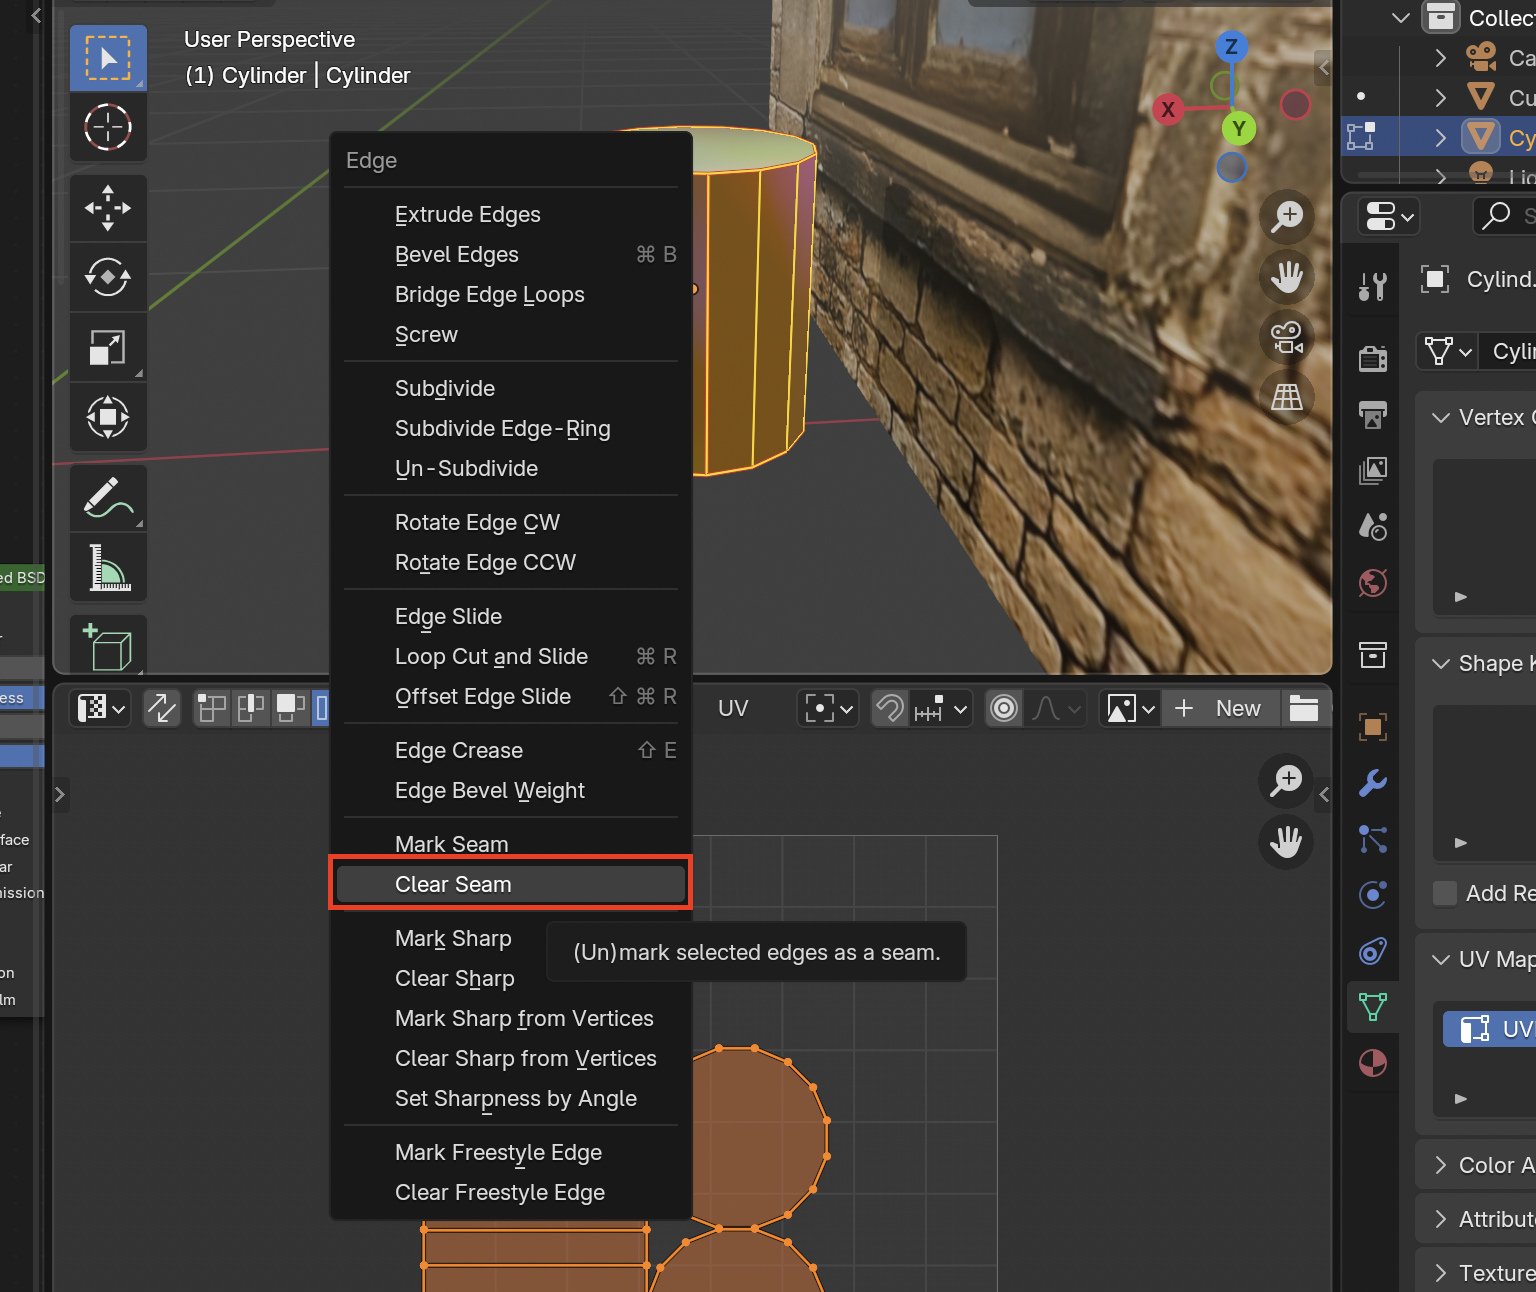 User Perspective
(1) Cylinder | Cylinder
Edge
Extrude Edges
Bevel Edges ⌘ B
Bridge Edge Loops
Screw
Subdivide
Subdivide Edge-Ring
Un-Subdivide
Rotate Edge CW
Rotate Edge CCW
Edge Slide
Loop Cut and Slide ⌘ R
Offset Edge Slide ⇧ ⌘ R
Edge Crease ⇧ E
Edge Bevel Weight
Mark Seam
Clear Seam
(Un)mark selected edges as a seam.
Mark Sharp
Clear Sharp
Mark Sharp from Vertices
Clear Sharp from Vertices
Set Sharpness by Angle
Mark Freestyle Edge
Clear Freestyle Edge
Z
X
Y
UV
+ New
ed BSD
ess
face
ar
ission
on
lm
Collec
Ca
Cu
Cy
Cylind.
Cylin
Vertex G
Shape K
Add Re
UV Map
UV
Color A
Attribut
Texture